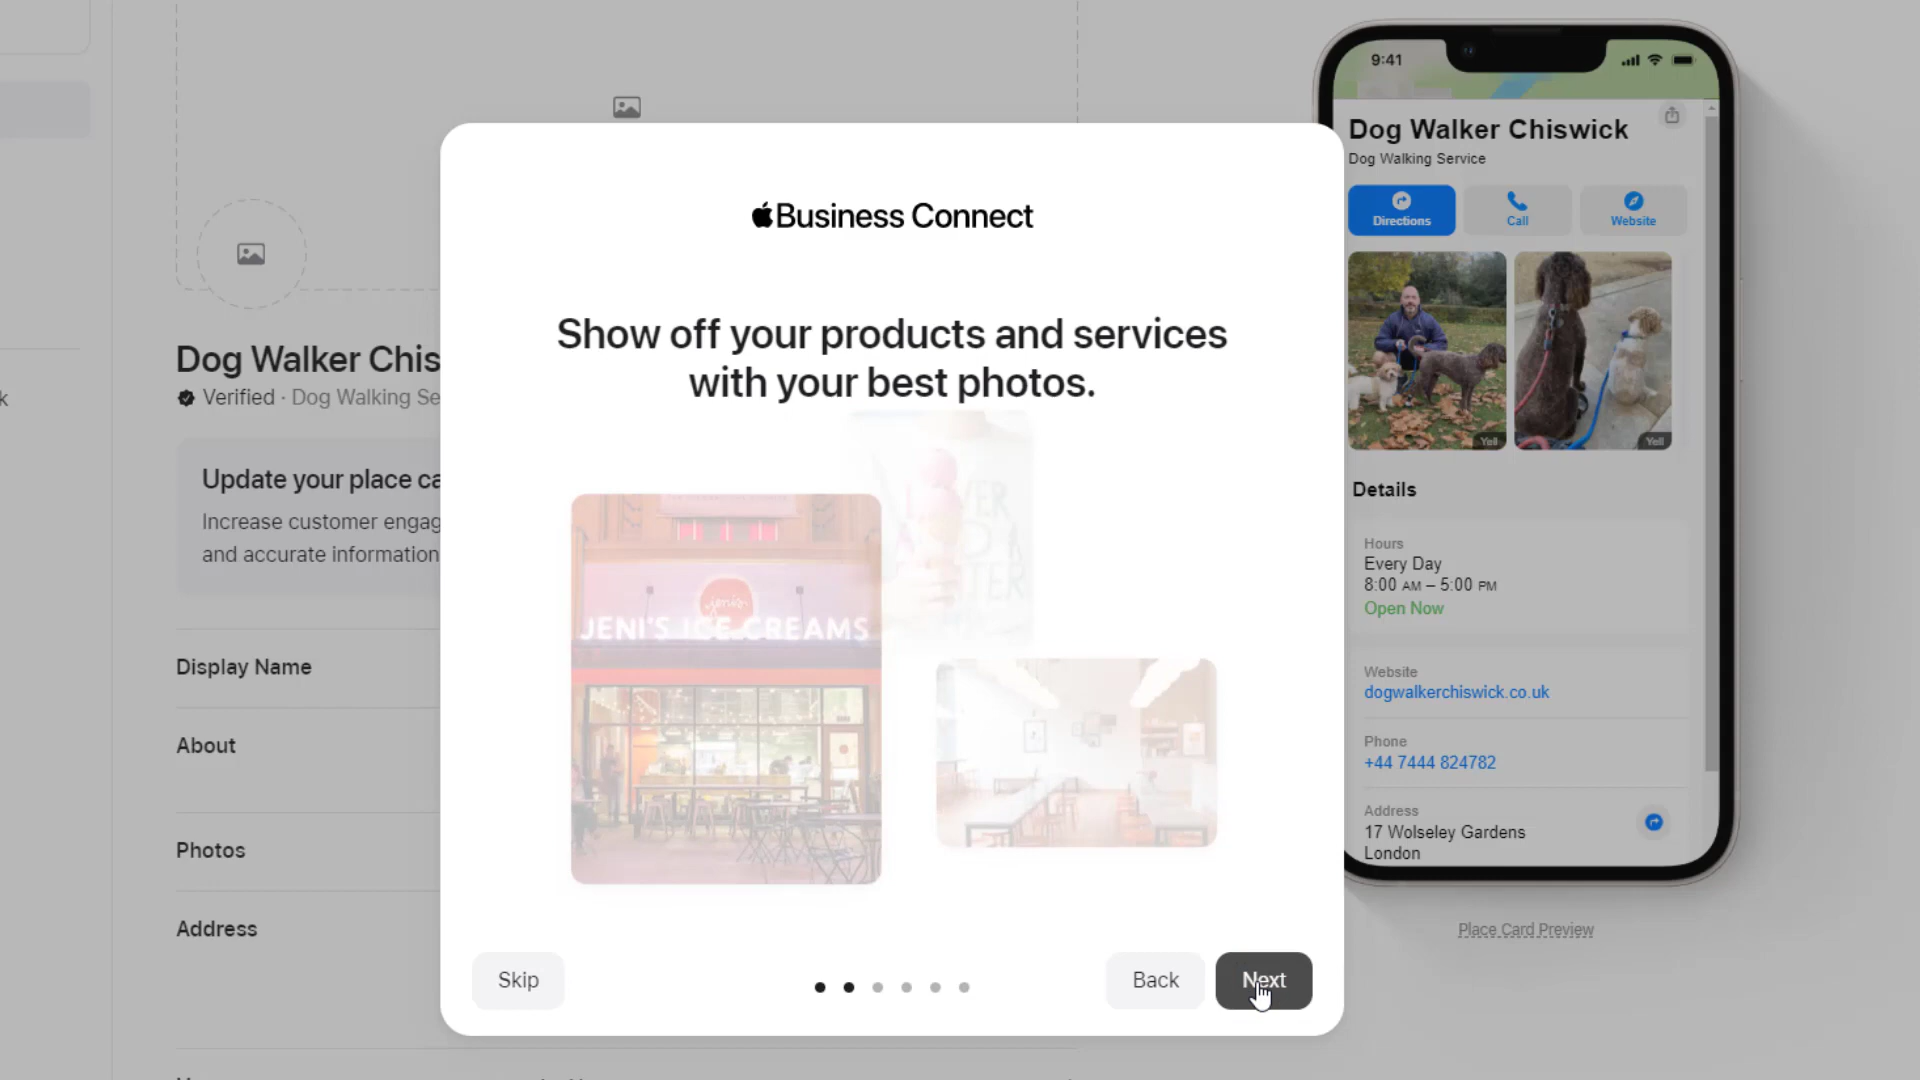 Business Connect
Show off your products and services
with your best photos.
jeni's
JENI'S ICE CREAMS
Skip
Back
Next
k
Dog Walker Chis
Verified · Dog Walking Se
Update your place ca
Increase customer engag
and accurate information
Display Name
About
Photos
Address
9:41
Dog Walker Chiswick
Dog Walking Service
Directions
Call
Website
Yell
Yell
Details
Hours
Every Day
8:00 AM – 5:00 PM
Open Now
Website
dogwalkerchiswick.co.uk
Phone
+44 7444 824782
Address
17 Wolseley Gardens
London
Place Card Preview